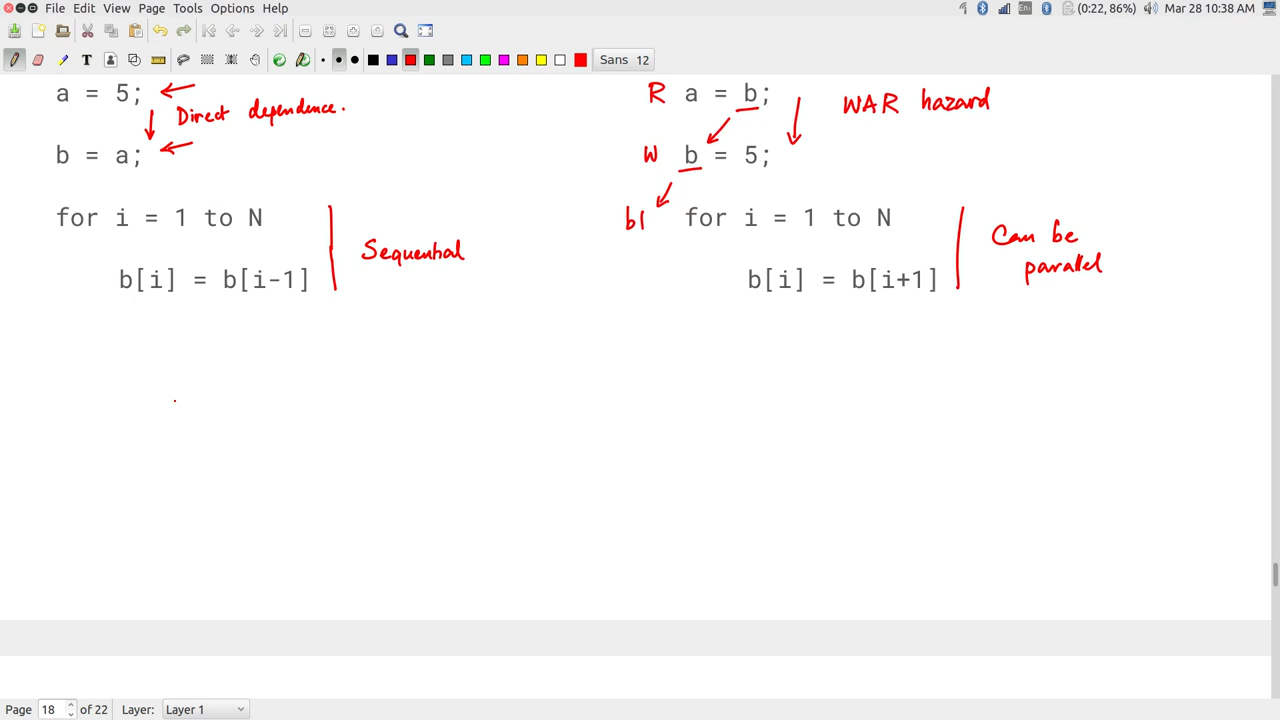 File Edit View Page Tools Options Help
(0:22, 86%) Mar 28 10:38 AM
Sans 12
a = 5;
Direct dependence.
b = a;
for i = 1 to N
b[i] = b[i-1]
Sequential
R a = b;
WAR hazard
W b = 5;
b1
for i = 1 to N
b[i] = b[i+1]
Can be
parallel
Page 18 of 22 Layer: Layer 1